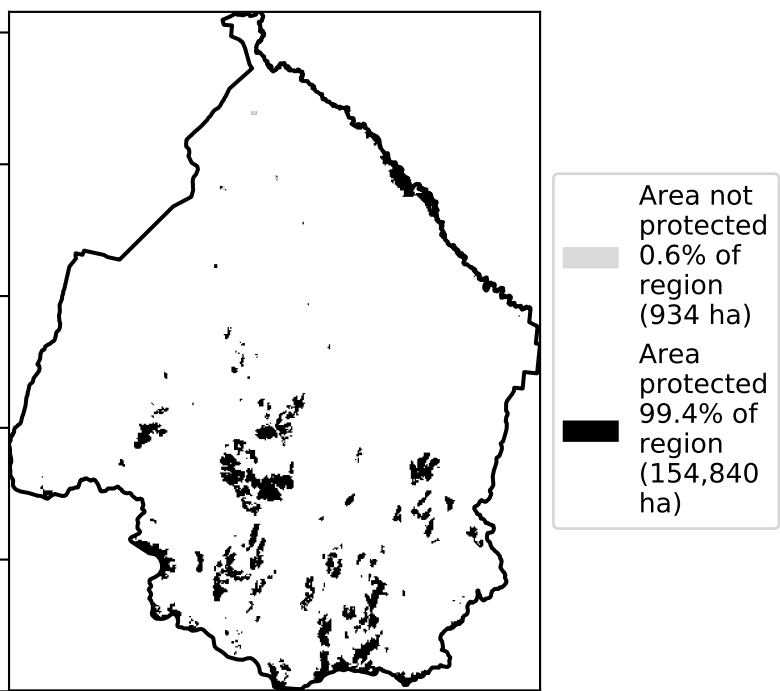 Area not
protected
0.6% of
region
(934 ha)
Area
protected
99.4% of
region
(154,840
ha)